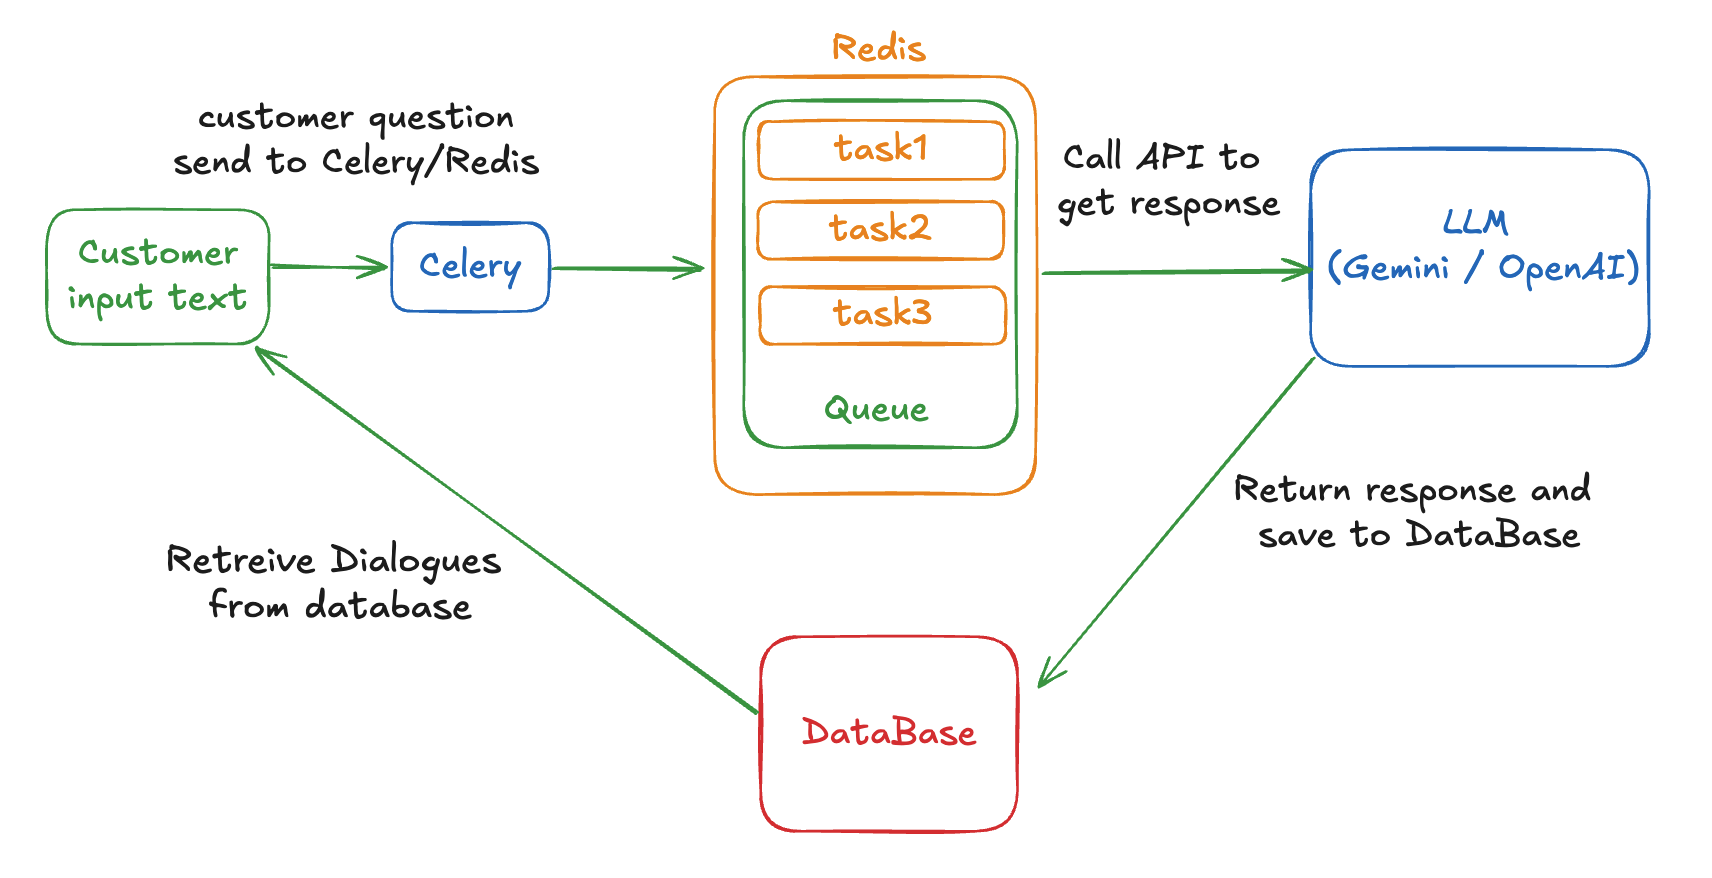 Redis
customer question
send to Celery/Redis
Customer
input text
Celery
task1
task2
task3
Queue
Call API to
get response
LLM
(Gemini / OpenAI)
Return response and
save to DataBase
Retreive Dialogues
from database
DataBase